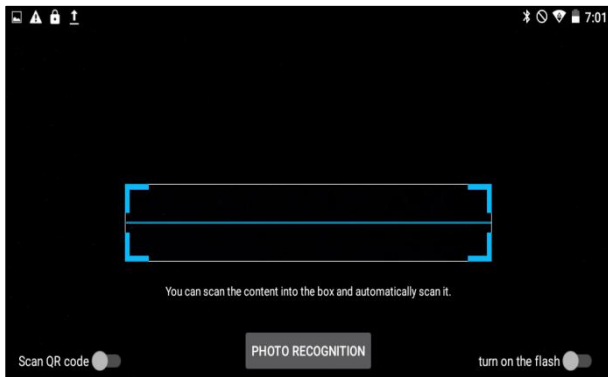 7:01
You can scan the content into the box and automatically scan it.
PHOTO RECOGNITION
Scan QR code
turn on the flash